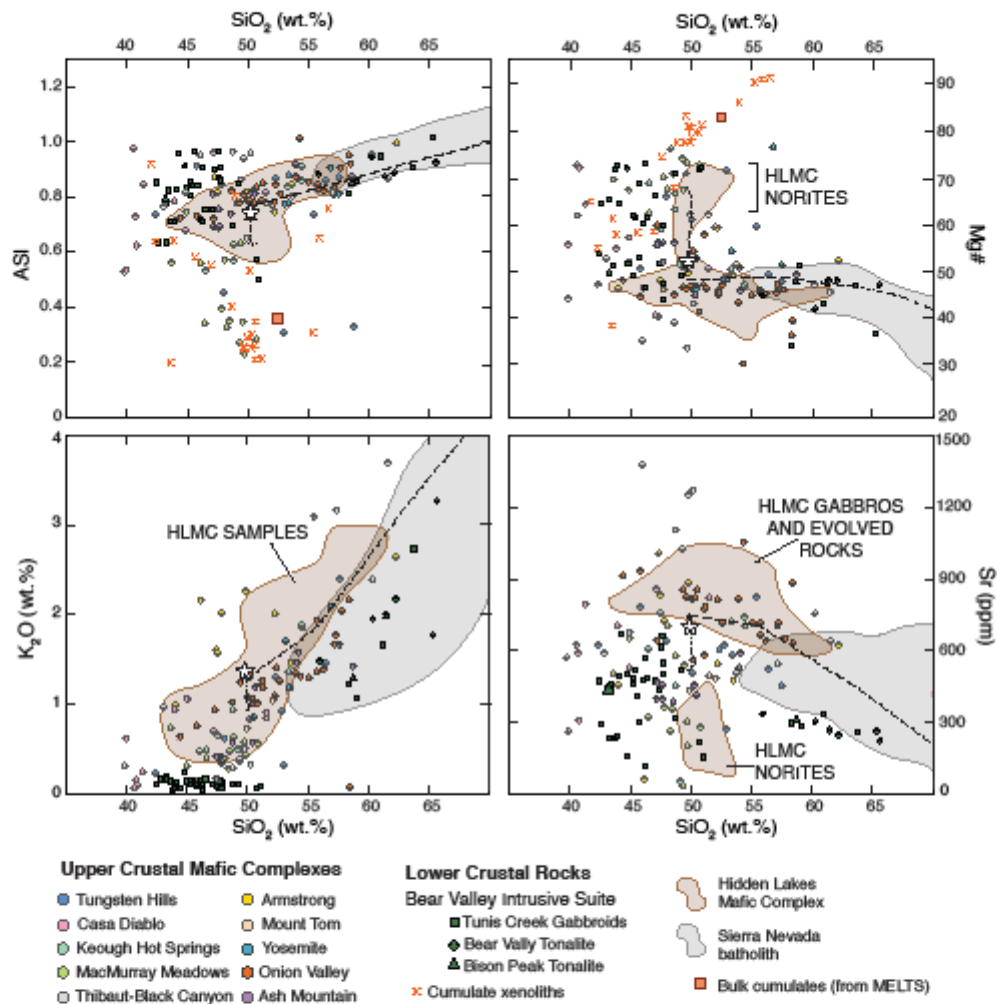 SiO2 (wt.%)
SiO2 (wt.%)
40 45 50 55 60 65
40 45 50 55 60 65
1.2
1.0
0.8
0.6
0.4
0.2
0
ASI
90
80
70
60
50
40
30
20
Mg#
HLMC
NORITES
4
3
2
1
0
K2O (wt.%)
HLMC SAMPLES
1500
1200
900
600
300
0
Sr (ppm)
HLMC GABBROS
AND EVOLVED
ROCKS
HLMC
NORITES
40 45 50 55 60 65
SiO2 (wt.%)
40 45 50 55 60 65
SiO2 (wt.%)
Upper Crustal Mafic Complexes
Tungsten Hills
Casa Diablo
Keough Hot Springs
MacMurray Meadows
Thibaut-Black Canyon
Armstrong
Mount Tom
Yosemite
Onion Valley
Ash Mountain
Lower Crustal Rocks
Bear Valley Intrusive Suite
Tunis Creek Gabbroids
Bear Vally Tonalite
Bison Peak Tonalite
Cumulate xenoliths
Hidden Lakes
Mafic Complex
Sierra Nevada
batholith
Bulk cumulates (from MELTS)